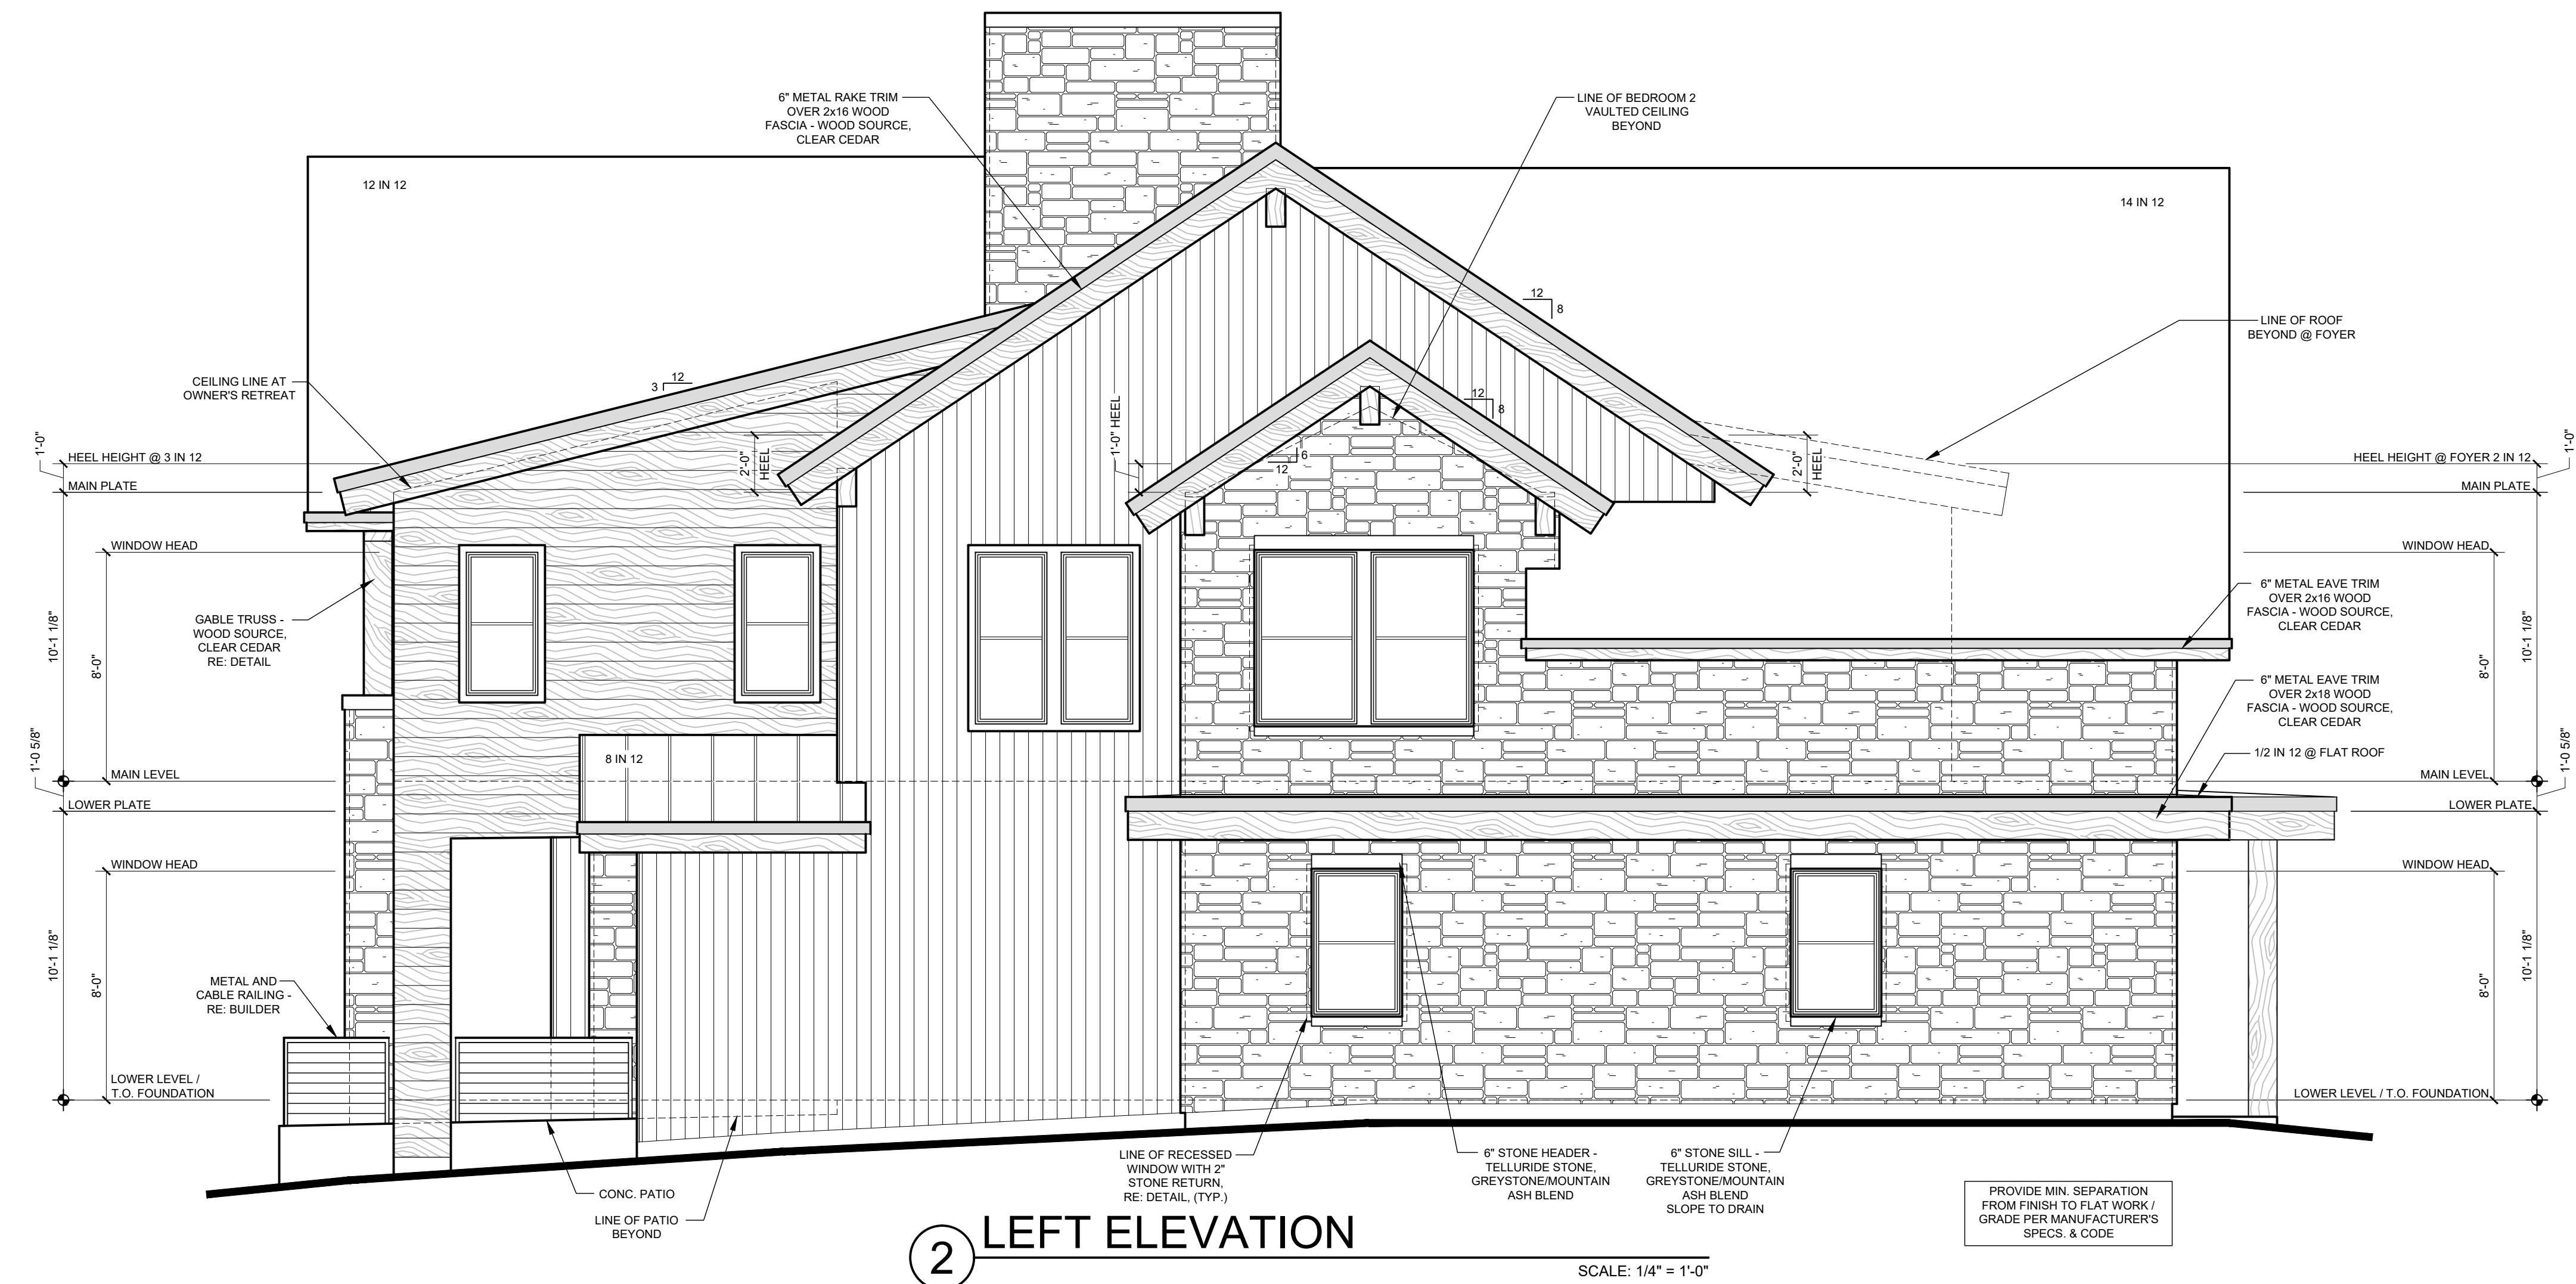 6" METAL RAKE TRIM
OVER 2x16 WOOD
FASCIA - WOOD SOURCE,
CLEAR CEDAR
LINE OF BEDROOM 2
VAULTED CEILING
BEYOND
12 IN 12
14 IN 12
12
8
LINE OF ROOF
BEYOND @ FOYER
CEILING LINE AT
OWNER'S RETREAT
12
3
12
8
1'-0" HEEL
6
12
2'-0"
HEEL
2'-0"
HEEL
1'-0"
HEEL HEIGHT @ 3 IN 12
MAIN PLATE
WINDOW HEAD
10'-1 1/8"
8'-0"
GABLE TRUSS -
WOOD SOURCE,
CLEAR CEDAR
RE: DETAIL
1'-0 5/8"
MAIN LEVEL
LOWER PLATE
8 IN 12
WINDOW HEAD
10'-1 1/8"
8'-0"
METAL AND
CABLE RAILING -
RE: BUILDER
LOWER LEVEL /
T.O. FOUNDATION
1'-0"
HEEL HEIGHT @ FOYER 2 IN 12
MAIN PLATE
WINDOW HEAD
6" METAL EAVE TRIM
OVER 2x16 WOOD
FASCIA - WOOD SOURCE,
CLEAR CEDAR
10'-1 1/8"
8'-0"
6" METAL EAVE TRIM
OVER 2x18 WOOD
FASCIA - WOOD SOURCE,
CLEAR CEDAR
1/2 IN 12 @ FLAT ROOF
1'-0 5/8"
MAIN LEVEL
LOWER PLATE
WINDOW HEAD
10'-1 1/8"
8'-0"
LOWER LEVEL / T.O. FOUNDATION
CONC. PATIO
LINE OF PATIO
BEYOND
LINE OF RECESSED
WINDOW WITH 2"
STONE RETURN,
RE: DETAIL, (TYP.)
6" STONE HEADER -
TELLURIDE STONE,
GREYSTONE/MOUNTAIN
ASH BLEND
6" STONE SILL -
TELLURIDE STONE,
GREYSTONE/MOUNTAIN
ASH BLEND
SLOPE TO DRAIN
PROVIDE MIN. SEPARATION
FROM FINISH TO FLAT WORK /
GRADE PER MANUFACTURER'S
SPECS. & CODE
2
LEFT ELEVATION
SCALE: 1/4" = 1'-0"